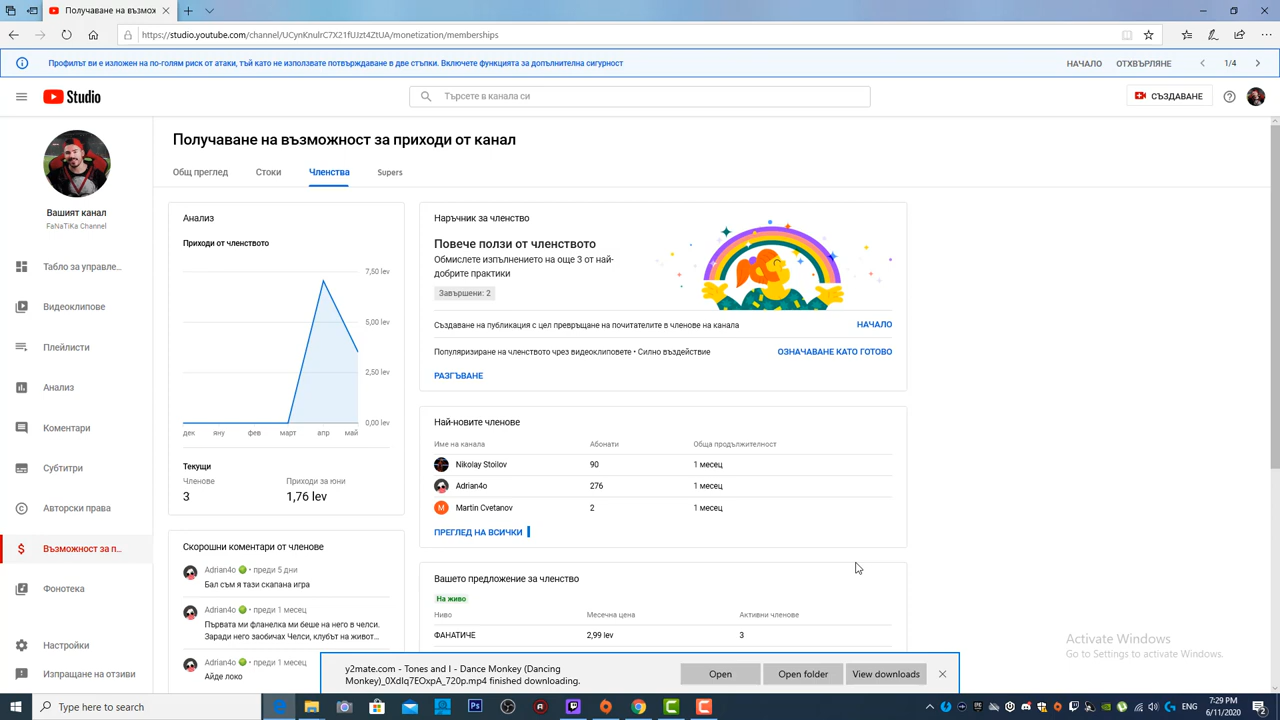 Получаване на възмож
https://studio.youtube.com/channel/UCynKnulrC7X21fUJzt4ZtUA/monetization/memberships
Профилът ви е изложен на по-голям риск от атаки, тъй като не използвате потвърждаване в две стъпки. Включете функцията за допълнителна сигурност
НАЧАЛО
ОТХВЪРЛЯНЕ
1/4
Studio
Търсете в канала си
СЪЗДАВАНЕ
Вашият канал
FaNaTiKa Channel
Табло за управле...
Видеоклипове
Плейлисти
Анализ
Коментари
Субтитри
Авторски права
Възможност за п...
Фонотека
Настройки
Изпращане на отзиви
Получаване на възможност за приходи от канал
Общ преглед
Стоки
Членства
Supers
Анализ
Приходи от членството
7,50 lev
5,00 lev
2,50 lev
0,00 lev
дек яну фев март апр май
Текущи
Членове
3
Приходи за юни
1,76 lev
Скорошни коментари от членове
Adrian4o • преди 5 дни
Бал съм я тази скапана игра
Adrian4o • преди 1 месец
Първата ми фланелка ми беше на него в челси.
Заради него заобичах Челси, клубът на живот...
Adrian4o • преди 1 месец
Айде локо
Наръчник за членство
Повече ползи от членството
Обмислете изпълнението на още 3 от най-
добрите практики
Завършени: 2
Създаване на публикация с цел превръщане на почитателите в членове на канала
НАЧАЛО
Популяризиране на членството чрез видеоклиповете • Силно въздействие
ОЗНАЧАВАНЕ КАТО ГОТОВО
РАЗГЪВАНЕ
Най-новите членове
Име на канала Абонати Обща продължителност
Nikolay Stoilov 90 1 месец
Adrian4o 276 1 месец
M Martin Cvetanov 2 1 месец
ПРЕГЛЕД НА ВСИЧКИ
Вашето предложение за членство
На живо
Ниво Месечна цена Активни членове
ФАНАТИЧЕ 2,99 lev 3
Activate Windows
Go to Settings to activate Windows.
y2mate.com - Tones and I - Dance Monkey (Dancing
Monkey)_0XdIq7EOxpA_720p.mp4 finished downloading.
Open
Open folder
View downloads
Type here to search
7:29 PM
6/11/2020